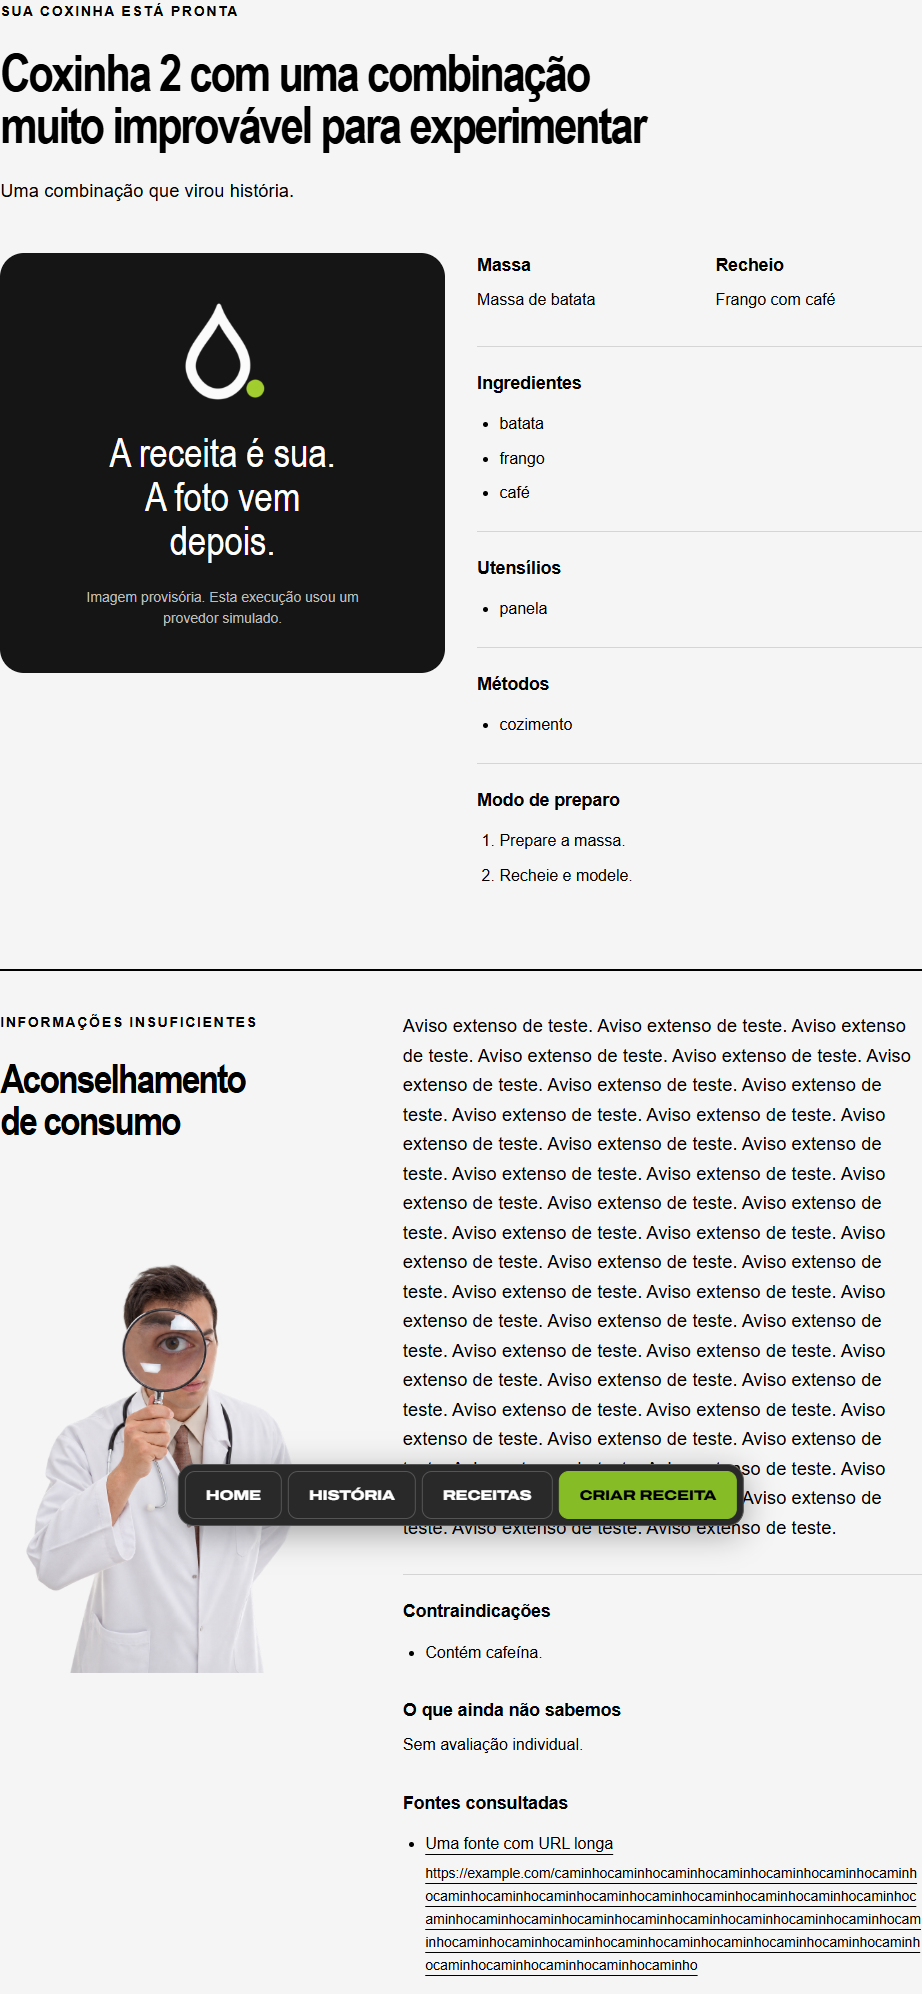 SUA COXINHA ESTÁ PRONTA
Coxinha 2 com uma combinação
muito improvável para experimentar
Uma combinação que virou história.
A receita é sua.
A foto vem
depois.
Imagem provisória. Esta execução usou um
provedor simulado.
Massa
Massa de batata
Recheio
Frango com café
Ingredientes
• batata
• frango
• café
Utensílios
• panela
Métodos
• cozimento
Modo de preparo
1. Prepare a massa.
2. Recheie e modele.
INFORMAÇÕES INSUFICIENTES
Aconselhamento
de consumo
Aviso extenso de teste. Aviso extenso de teste. Aviso extenso
de teste. Aviso extenso de teste. Aviso extenso de teste. Aviso
extenso de teste. Aviso extenso de teste. Aviso extenso de
teste. Aviso extenso de teste. Aviso extenso de teste. Aviso
extenso de teste. Aviso extenso de teste. Aviso extenso de
teste. Aviso extenso de teste. Aviso extenso de teste. Aviso
extenso de teste. Aviso extenso de teste. Aviso extenso de
teste. Aviso extenso de teste. Aviso extenso de teste. Aviso
extenso de teste. Aviso extenso de teste. Aviso extenso de
teste. Aviso extenso de teste. Aviso extenso de teste. Aviso
extenso de teste. Aviso extenso de teste. Aviso extenso de
teste. Aviso extenso de teste. Aviso extenso de teste. Aviso
extenso de teste. Aviso extenso de teste. Aviso extenso de
teste. Aviso extenso de teste. Aviso extenso de teste. Aviso
extenso de teste. Aviso extenso de teste. Aviso extenso de
de teste. Aviso
Aviso extenso de
teste. Aviso extenso de teste. Aviso extenso de teste.
HOME
HISTÓRIA
RECEITAS
CRIAR RECEITA
Contraindicações
• Contém cafeína.
O que ainda não sabemos
Sem avaliação individual.
Fontes consultadas
• Uma fonte com URL longa
https://example.com/caminhocaminhocaminhocaminhocaminhocaminhocaminh
ocaminhocaminhocaminhocaminhocaminhocaminhocaminhocaminhocaminhoc
aminhocaminhocaminhocaminhocaminhocaminhocaminhocaminhocaminhocam
inhocaminhocaminhocaminhocaminhocaminhocaminhocaminhocaminhocaminh
ocaminhocaminhocaminhocaminhocaminho